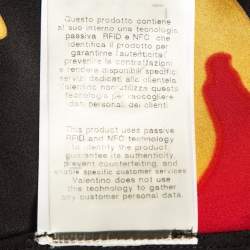 Questo prodotto contiene
al suo interno una tecnologia
passiva RFID e NFC che
identifica il prodotto per
garantirne l'autenticità
prevenire le contraffazioni
e rendere disponibili specifici
servizi dedicati alla clientela
Valentino non utilizza questa
tecnologia per raccogliere
dati personali dei clienti.
This product uses passive
RFID and NFC technology
to identify the product
guarantee its authenticity
prevent counterfeiting, and
enable specific customer services
Valentino does not use
this technology to gather
any customer personal data.